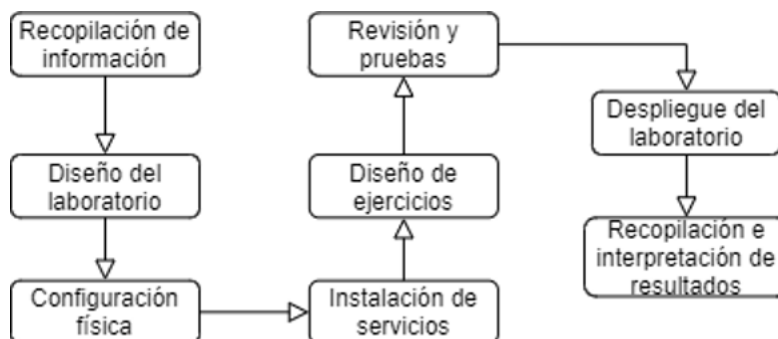 Recopilación de
información
Diseño del
laboratorio
Configuración
física
Instalación de
servicios
Diseño de
ejercicios
Revisión y
pruebas
Despliegue del
laboratorio
Recopilación e
interpretación de
resultados